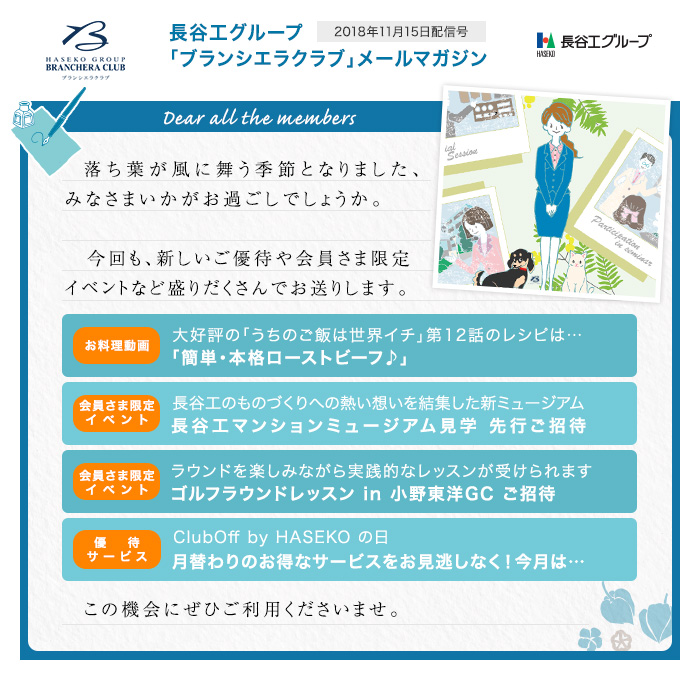 HASEKO GROUP
BRANCHERA CLUB
ブランシエラクラブ
長谷工グループ
2018年11月15日配信号
「ブランシエラクラブ」メールマガジン
HASEKO
長谷工グループ
Dear all the members
落ち葉が風に舞う季節となりました、
みなさまいかがお過ごしでしょうか。
今回も、新しいご優待や会員さま限定
イベントなど盛りだくさんでお送りします。
Session
Participation
in seminar
お料理動画
大好評の「うちのご飯は世界イチ」第12話のレシピは…
「簡単・本格ローストビーフ♪」
会員さま限定
イベント
長谷工のものづくりへの熱い想いを結集した新ミュージアム
長谷工マンションミュージアム見学 先行ご招待
会員さま限定
イベント
ラウンドを楽しみながら実践的なレッスンが受けられます
ゴルフラウンドレッスン in 小野東洋GC ご招待
優待
サービス
ClubOff by HASEKO の日
月替わりのお得なサービスをお見逃しなく！今月は…
この機会にぜひご利用くださいませ。